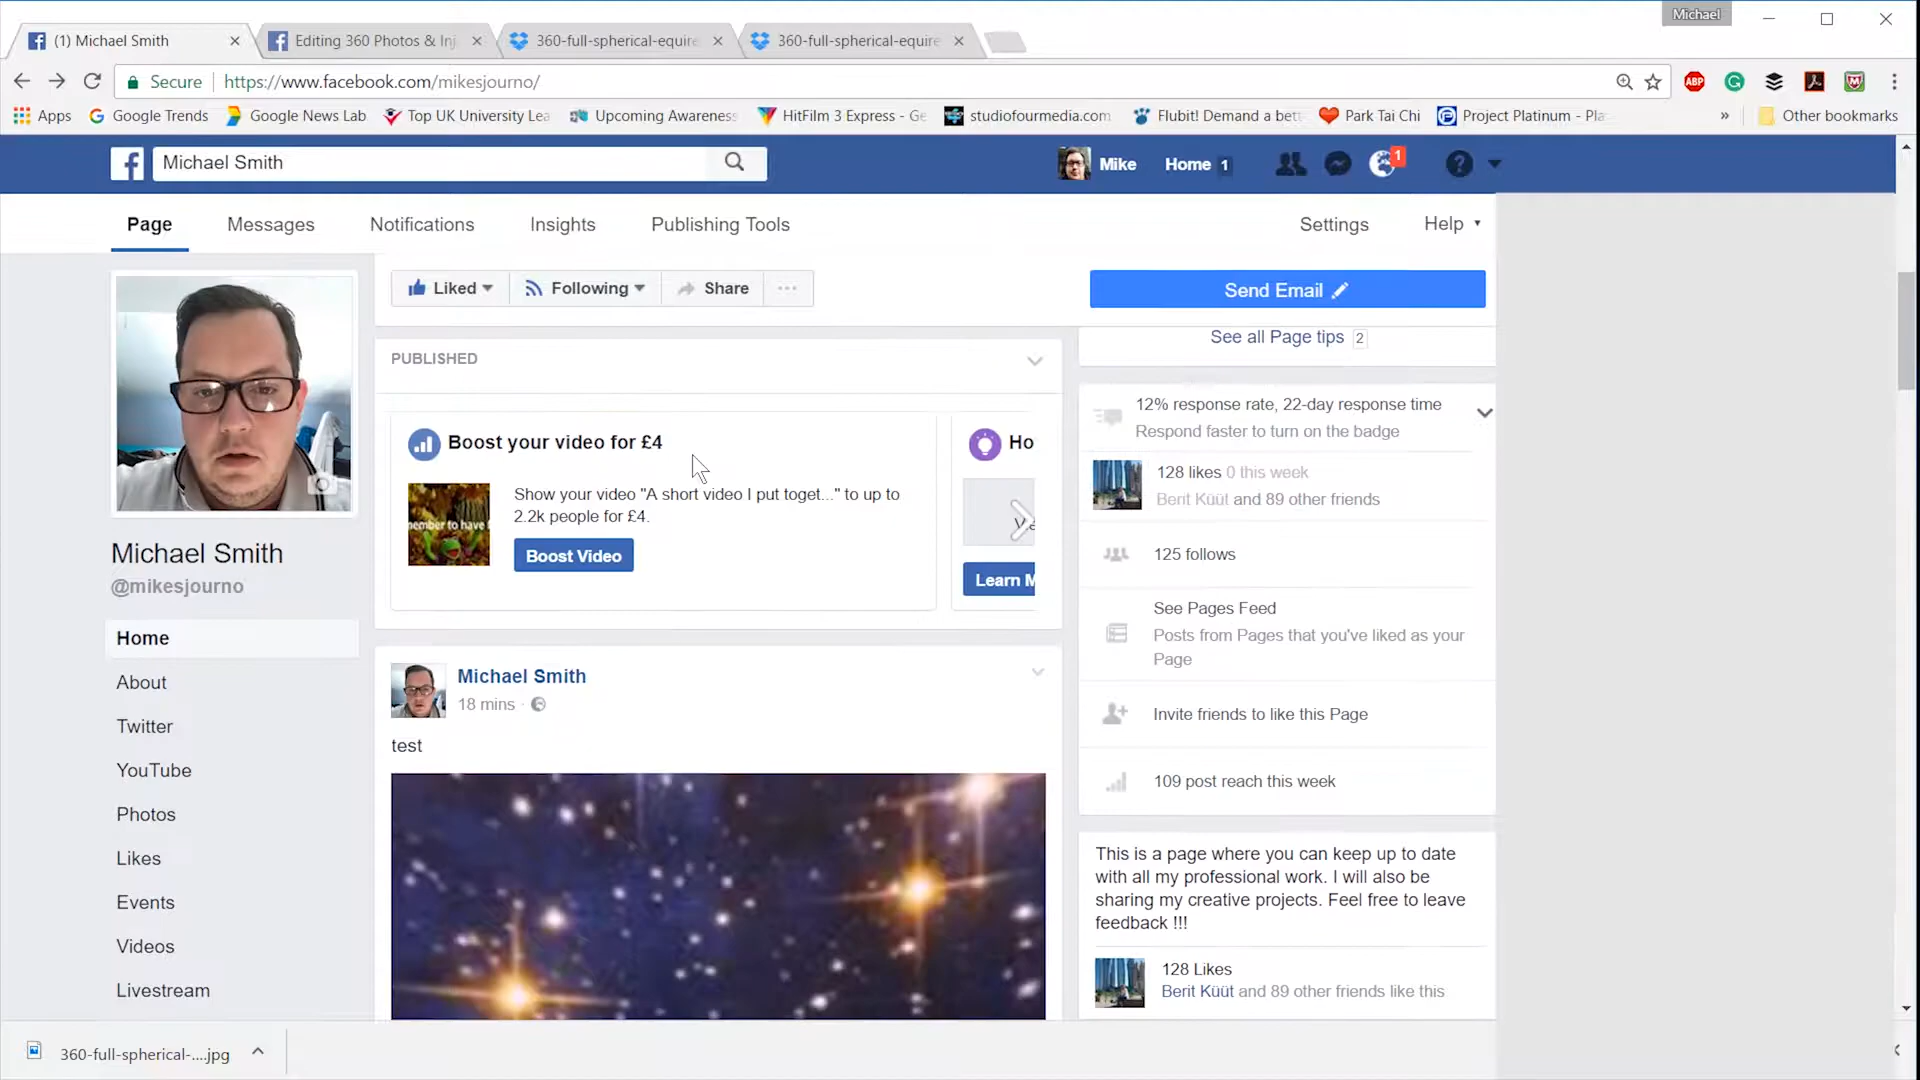 Michael
(1) Michael Smith
Editing 360 Photos & Inj
360-full-spherical-equire
360-full-spherical-equire
Secure https://www.facebook.com/mikesjourno/
ABP
Apps Google Trends Google News Lab Top UK University Lea Upcoming Awareness HitFilm 3 Express - Ge studiofourmedia.com Flubit! Demand a bett Park Tai Chi Project Platinum - Pla » Other bookmarks
Michael Smith
Mike Home 1 1
Page Messages Notifications Insights Publishing Tools Settings Help
Liked Following Share ...
Send Email
See all Page tips 2
PUBLISHED
Boost your video for £4
Show your video "A short video I put toget..." to up to
2.2k people for £4.
Boost Video
Ho
Learn M
12% response rate, 22-day response time
Respond faster to turn on the badge
128 likes 0 this week
Berit Küüt and 89 other friends
125 follows
See Pages Feed
Posts from Pages that you've liked as your
Page
Invite friends to like this Page
109 post reach this week
Michael Smith
@mikesjourno
Home
About
Twitter
YouTube
Photos
Likes
Events
Videos
Livestream
Michael Smith
18 mins ·
test
This is a page where you can keep up to date
with all my professional work. I will also be
sharing my creative projects. Feel free to leave
feedback !!!
128 Likes
Berit Küüt and 89 other friends like this
360-full-spherical-....jpg